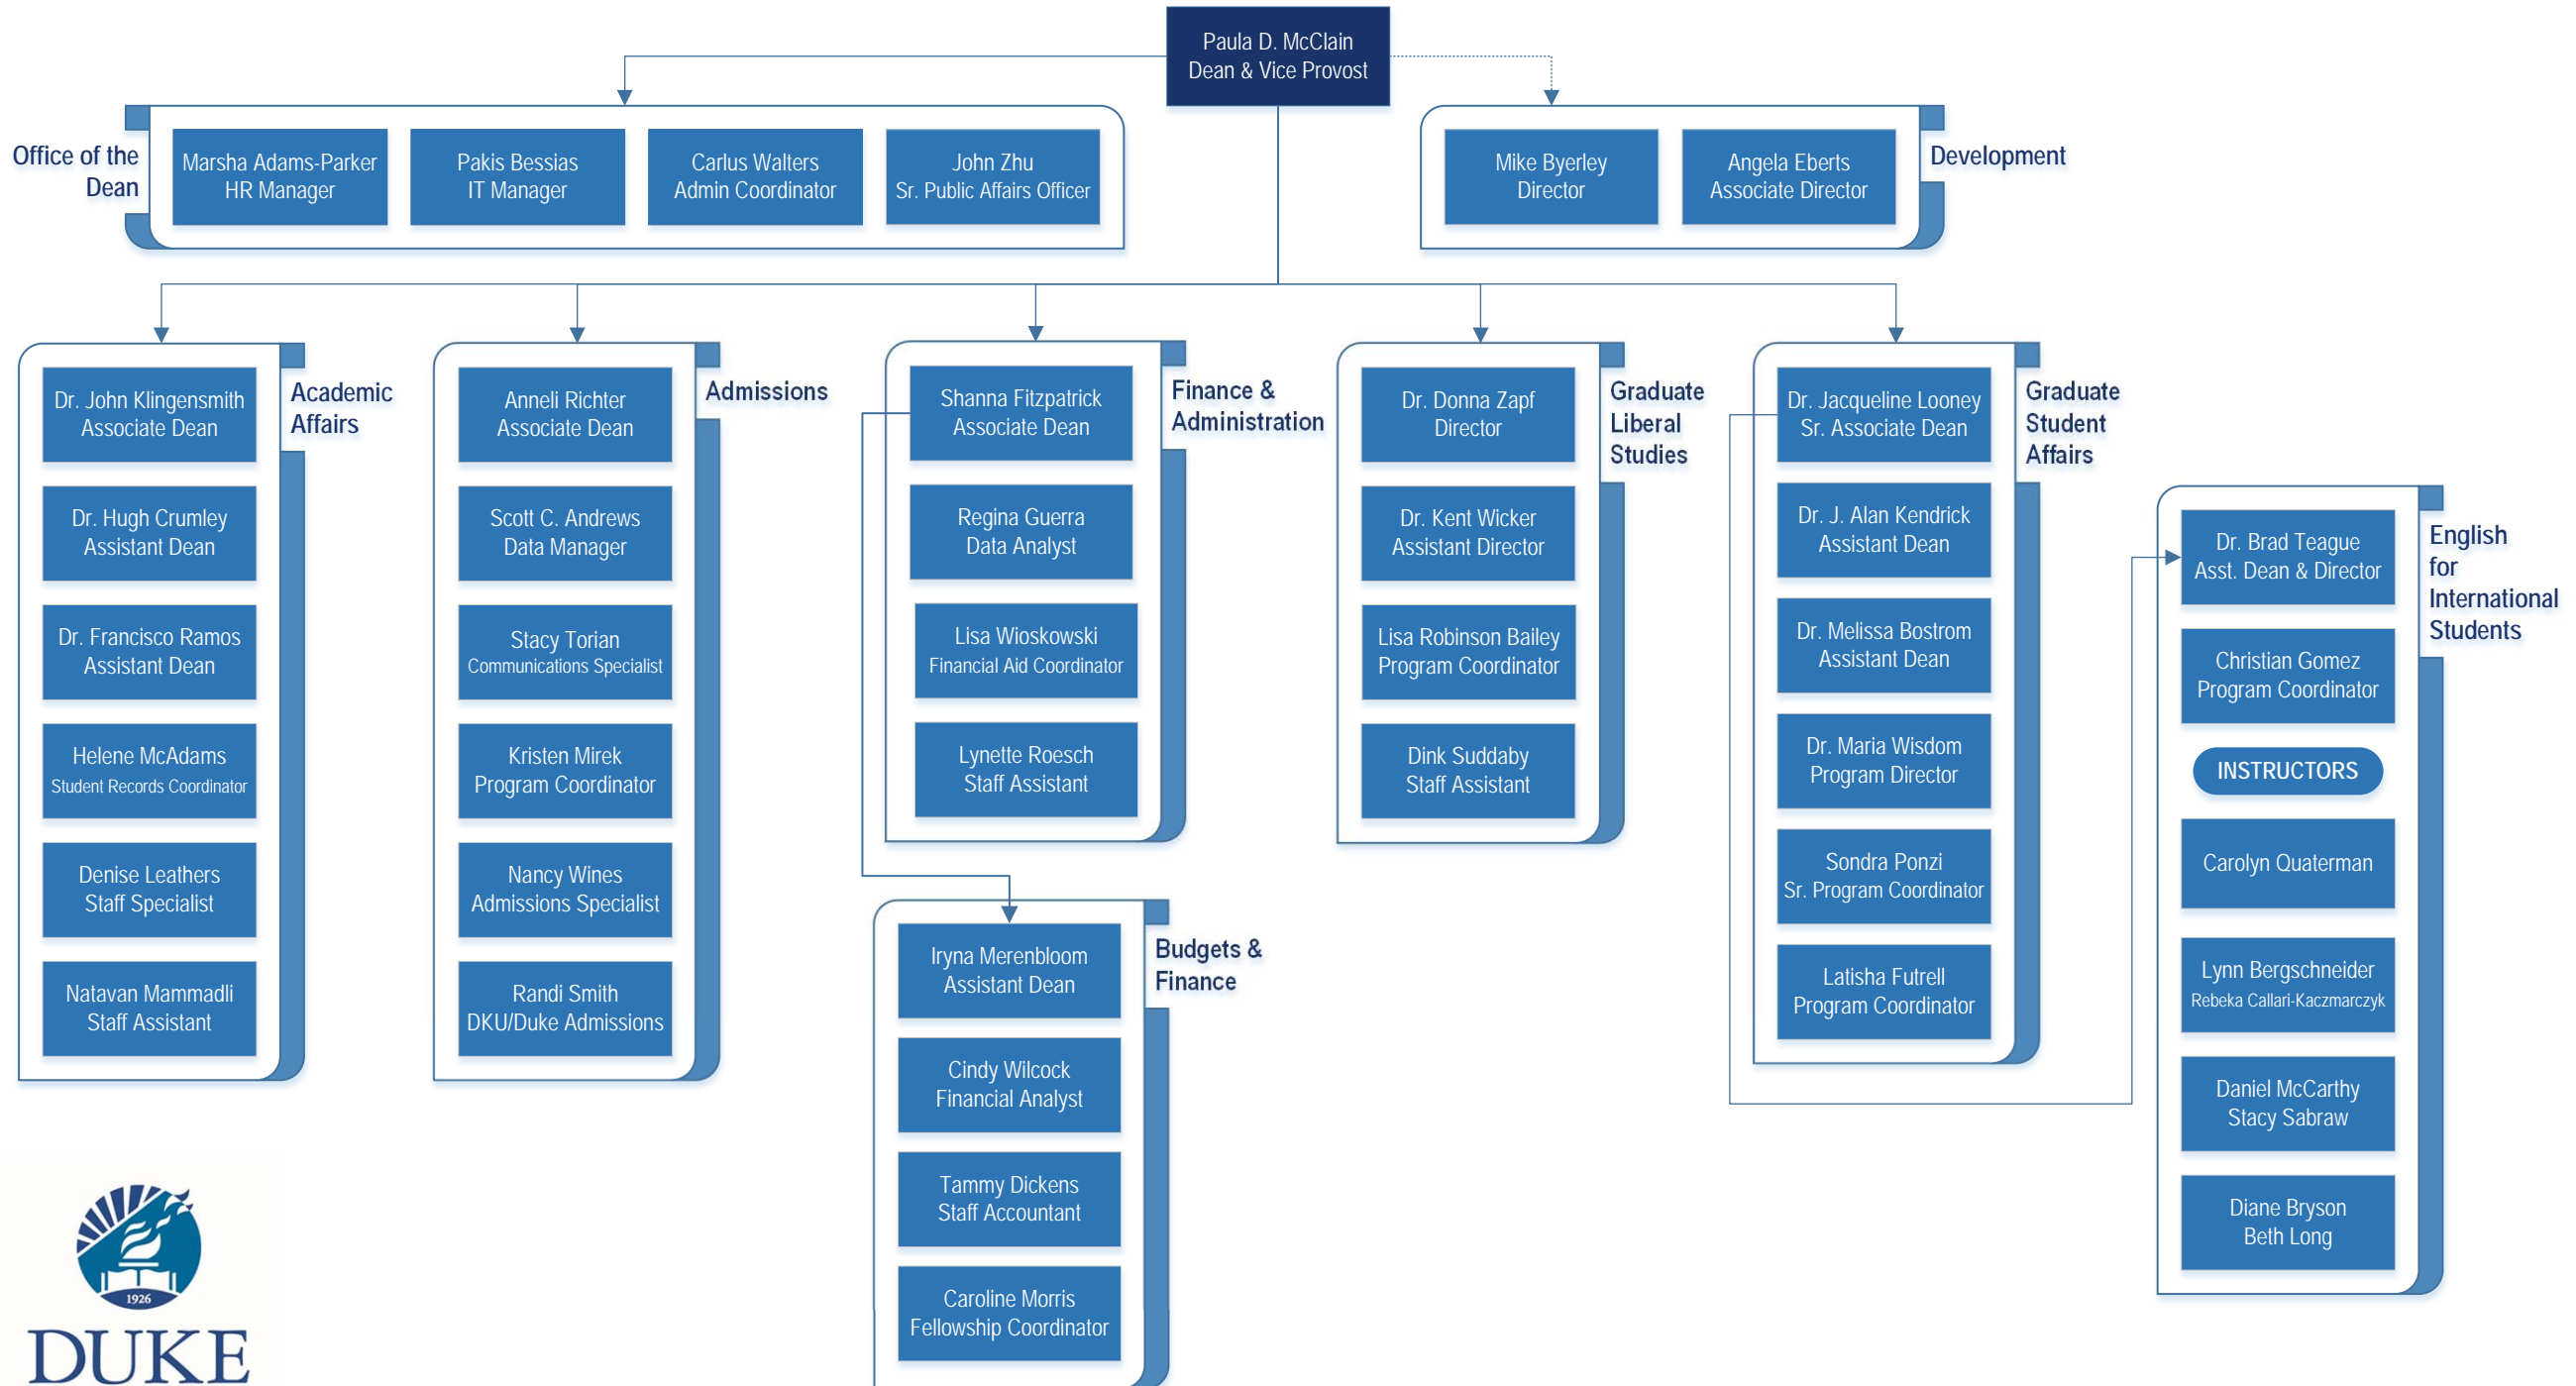 Paula D. McClain
Dean & Vice Provost
Office of the
Dean
Marsha Adams-Parker
HR Manager
Pakis Bessias
IT Manager
Carlus Walters
Admin Coordinator
John Zhu
Sr. Public Affairs Officer
Mike Byerley
Director
Angela Eberts
Associate Director
Development
Dr. John Klingensmith
Associate Dean
Dr. Hugh Crumley
Assistant Dean
Dr. Francisco Ramos
Assistant Dean
Helene McAdams
Student Records Coordinator
Denise Leathers
Staff Specialist
Natavan Mammadli
Staff Assistant
Academic
Affairs
Anneli Richter
Associate Dean
Scott C. Andrews
Data Manager
Stacy Torian
Communications Specialist
Kristen Mirek
Program Coordinator
Nancy Wines
Admissions Specialist
Randi Smith
DKU/Duke Admissions
Admissions
Shanna Fitzpatrick
Associate Dean
Regina Guerra
Data Analyst
Lisa Wioskowski
Financial Aid Coordinator
Lynette Roesch
Staff Assistant
Finance &
Administration
Iryna Merenbloom
Assistant Dean
Cindy Wilcock
Financial Analyst
Tammy Dickens
Staff Accountant
Caroline Morris
Fellowship Coordinator
Budgets &
Finance
Dr. Donna Zapf
Director
Dr. Kent Wicker
Assistant Director
Lisa Robinson Bailey
Program Coordinator
Dink Suddaby
Staff Assistant
Graduate
Liberal
Studies
Dr. Jacqueline Looney
Sr. Associate Dean
Dr. J. Alan Kendrick
Assistant Dean
Dr. Melissa Bostrom
Assistant Dean
Dr. Maria Wisdom
Program Director
Sondra Ponzi
Sr. Program Coordinator
Latisha Futrell
Program Coordinator
Graduate
Student
Affairs
Dr. Brad Teague
Asst. Dean & Director
Christian Gomez
Program Coordinator
INSTRUCTORS
Carolyn Quaterman
Lynn Bergschneider
Rebeka Callari-Kaczmarczyk
Daniel McCarthy
Stacy Sabraw
Diane Bryson
Beth Long
English
for
International
Students
1926
DUKE